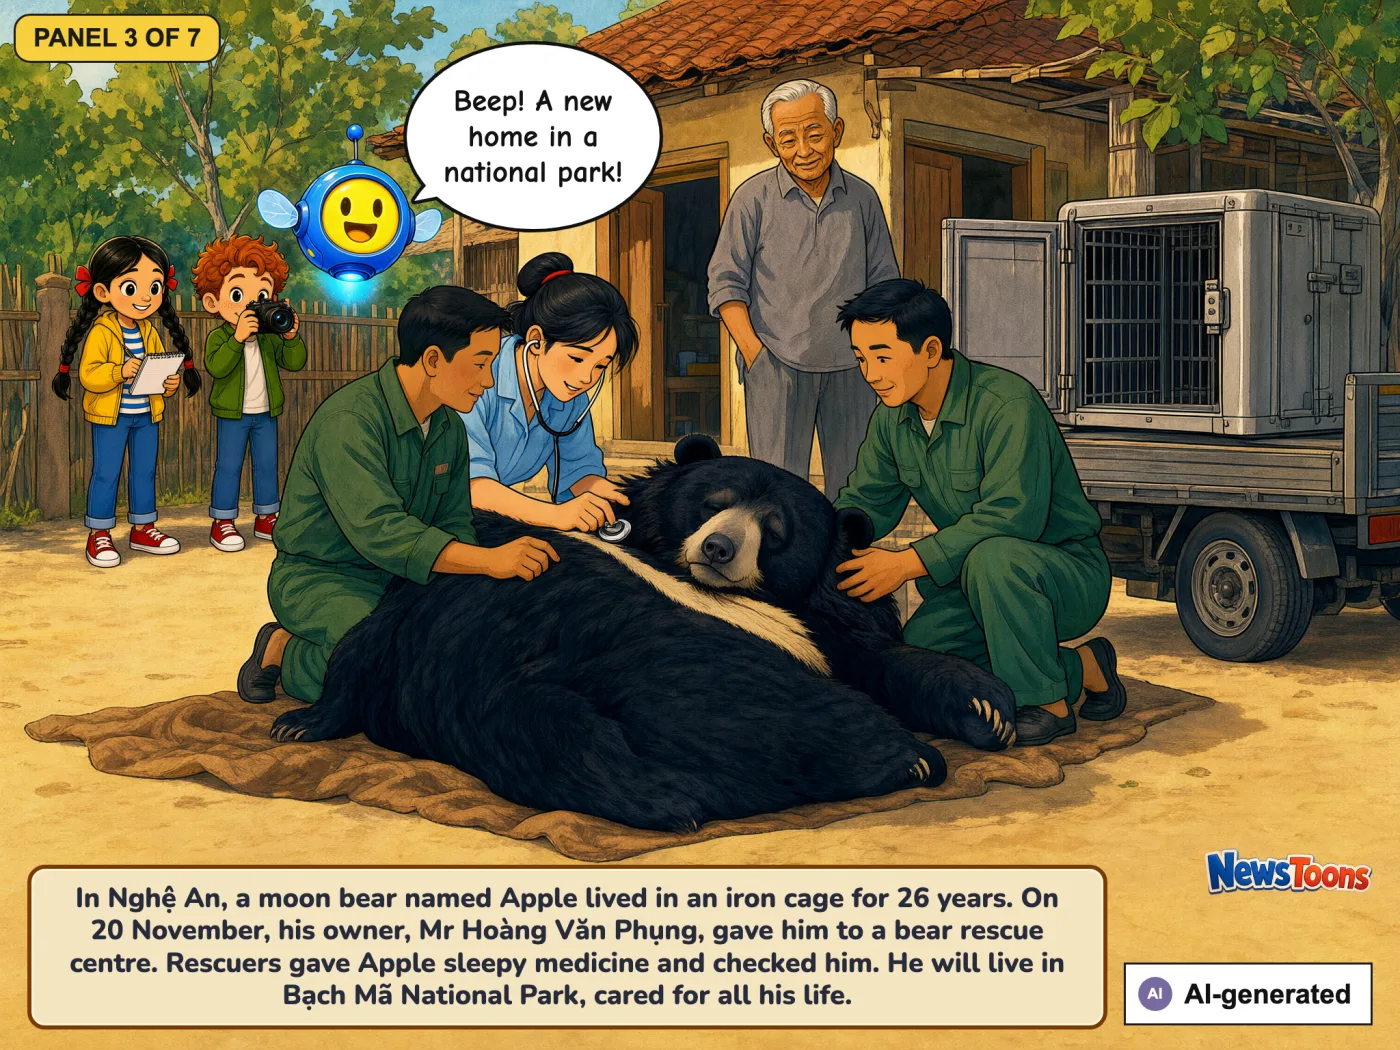 PANEL 3 OF 7
Beep! A new
home in a
national park!
In Nghệ An, a moon bear named Apple lived in an iron cage for 26 years. On
20 November, his owner, Mr Hoàng Văn Phụng, gave him to a bear rescue
centre. Rescuers gave Apple sleepy medicine and checked him. He will live in
Bạch Mã National Park, cared for all his life.
NewsToons
AI AI-generated